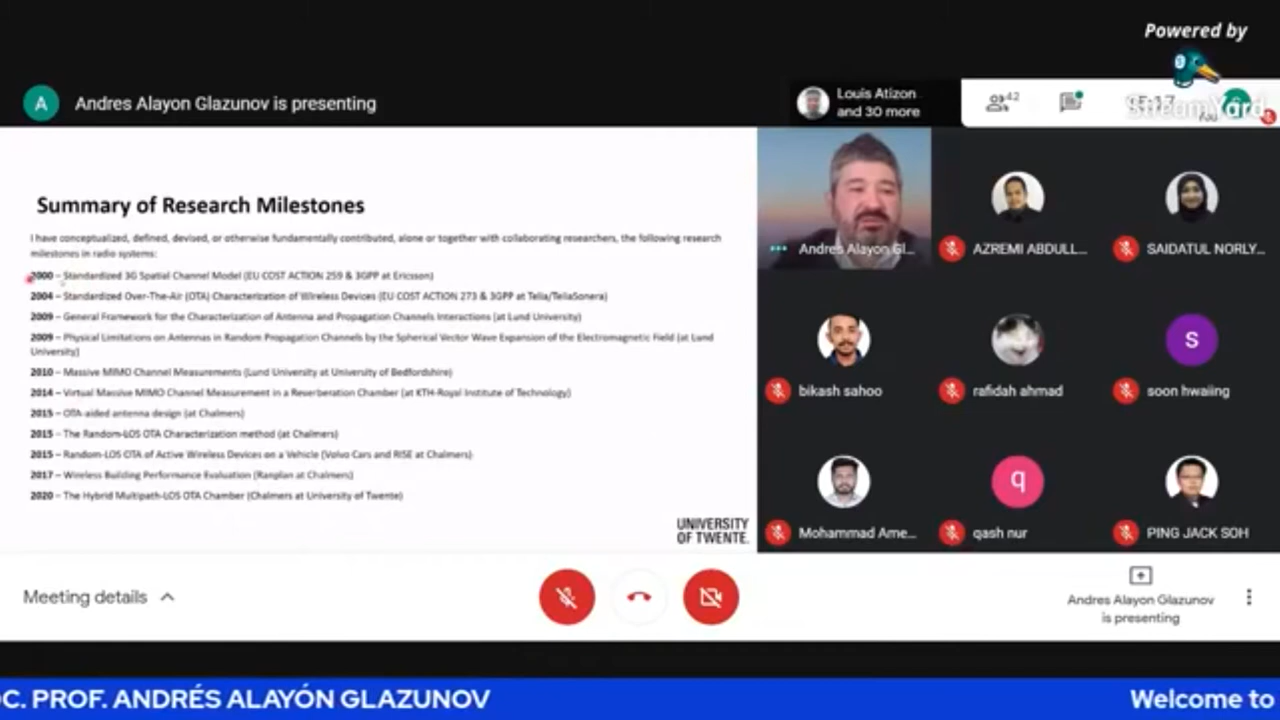 Powered by
StreamYard
A
Andres Alayon Glazunov is presenting
Louis Atizon
and 30 more
42
Summary of Research Milestones
I have conceptualized, defined, devised, or otherwise fundamentally contributed, alone or together with collaborating researchers, the following research
milestones in radio systems:
2000 – Standardized 3G Spatial Channel Model (EU COST ACTION 259 & 3GPP at Ericsson)
2004 – Standardized Over-The-Air (OTA) Characterization of Wireless Devices (EU COST ACTION 273 & 3GPP at Telia/TeliaSonera)
2009 – General Framework for the Characterization of Antenna and Propagation Channels Interactions (at Lund University)
2009 – Physical Limitations on Antennas in Random Propagation Channels by the Spherical Vector Wave Expansion of the Electromagnetic Field (at Lund
University)
2010 – Massive MIMO Channel Measurements (Lund University at University of Bedfordshire)
2014 – Virtual Massive MIMO Channel Measurement in a Reverberation Chamber (at KTH-Royal Institute of Technology)
2015 – OTA-aided antenna design (at Chalmers)
2015 – The Random-LOS OTA Characterization method (at Chalmers)
2015 – Random-LOS OTA of Active Wireless Devices on a Vehicle (Volvo Cars and RISE at Chalmers)
2017 – Wireless Building Performance Evaluation (Ranplan at Chalmers)
2020 – The Hybrid Multipath-LOS OTA Chamber (Chalmers at University of Twente)
UNIVERSITY
OF TWENTE.
Andres Alayon Gl...
AZREMI ABDULL...
SAIDATUL NORLY...
s
bikash sahoo
rafidah ahmad
soon hwaiing
q
Mohammad Ame...
qash nur
PING JACK SOH
Meeting details
Andres Alayon Glazunov
is presenting
OC. PROF. ANDRÉS ALAYÓN GLAZUNOV
Welcome to